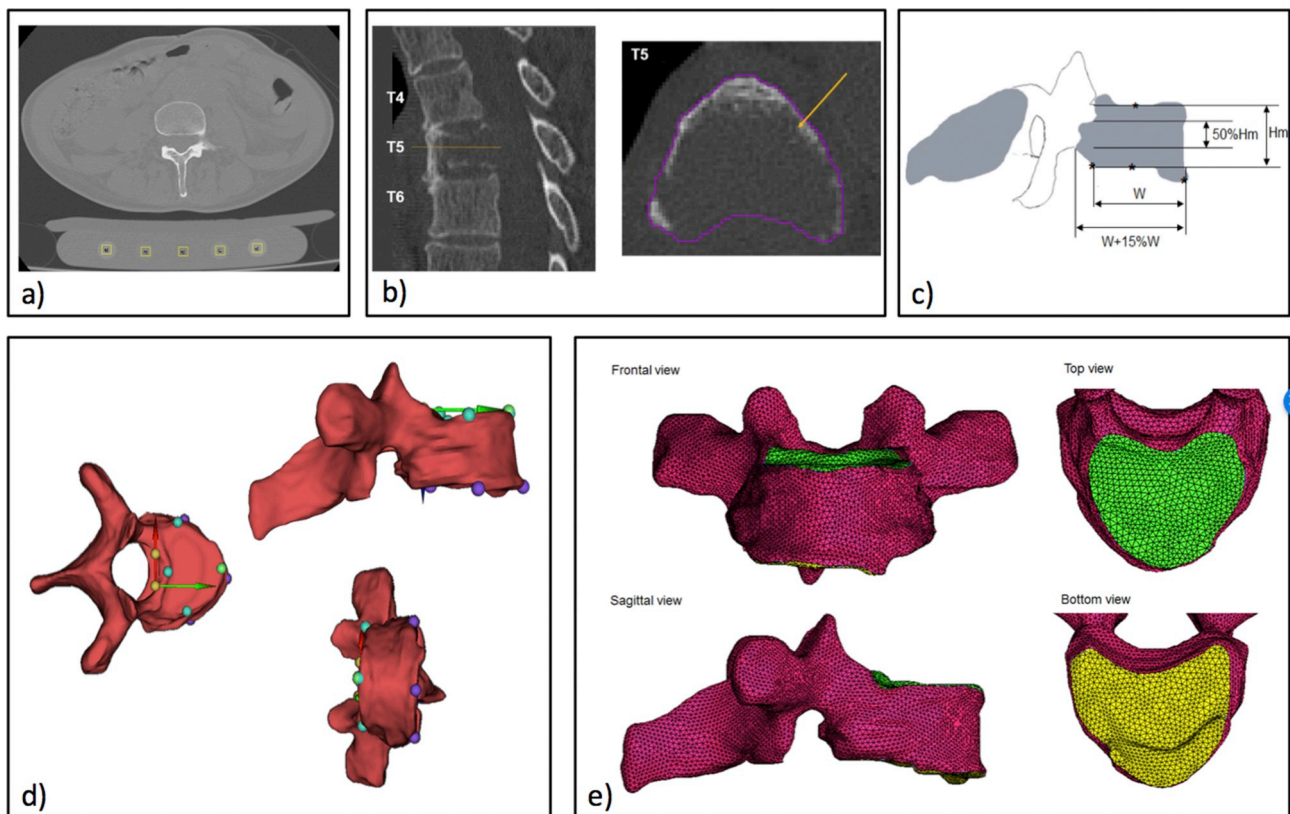 a)
T4
T5
T6
T5
b)
50%Hm
Hm
W
W+15%W
c)
d)
Frontal view
Top view
Sagittal view
Bottom view
e)